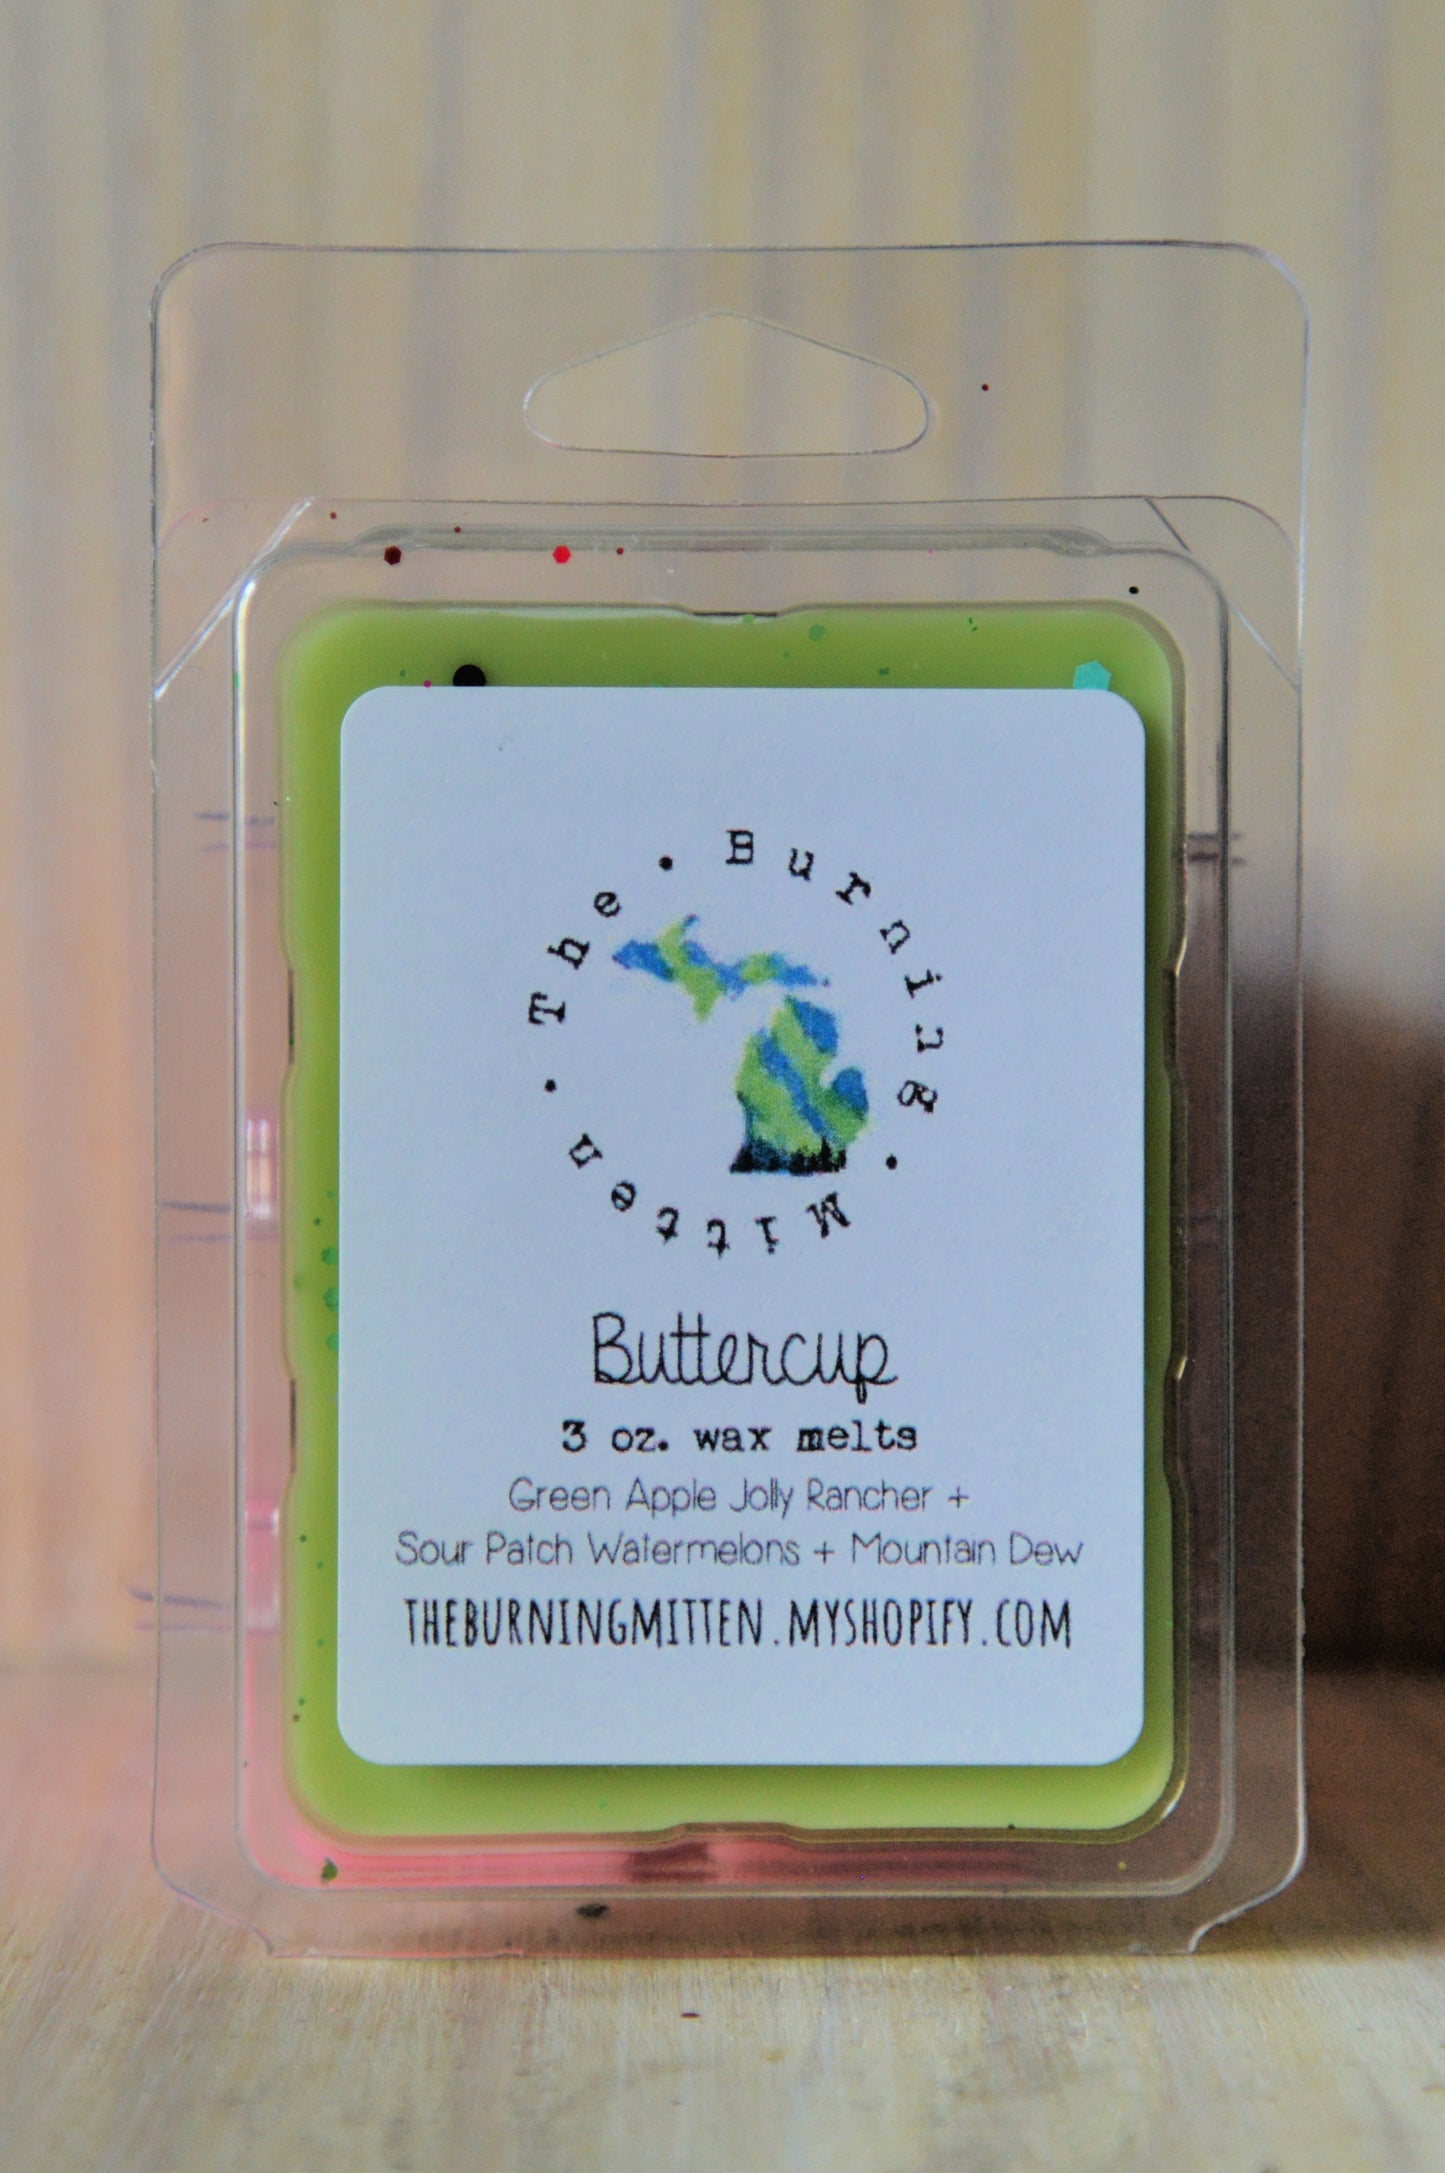 The • Burning • Mitten •
Buttercup
3 oz. wax melts
Green Apple Jolly Rancher +
Sour Patch Watermelons + Mountain Dew
THEBURNINGMITTEN.MYSHOPIFY.COM